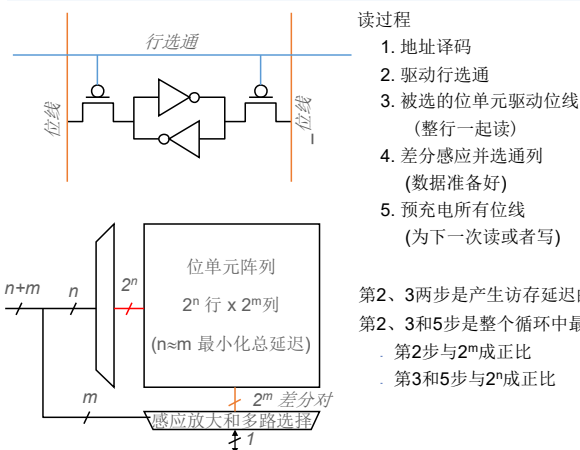 行选通
位线
位线
读过程
1. 地址译码
2. 驱动行选通
3. 被选的位单元驱动位线
（整行一起读）
4. 差分感应并选通列
(数据准备好)
5. 预充电所有位线
(为下一次读或者写)
第2、3两步是产生访存延迟
第2、3和5步是整个循环中
第2步与2ᵐ成正比
第3和5步与2ⁿ成正比
n+m
n
2ⁿ
位单元阵列
2ⁿ 行 x 2ᵐ列
(n≈m 最小化总延迟)
m
2ᵐ 差分对
感应放大和多路选择
1